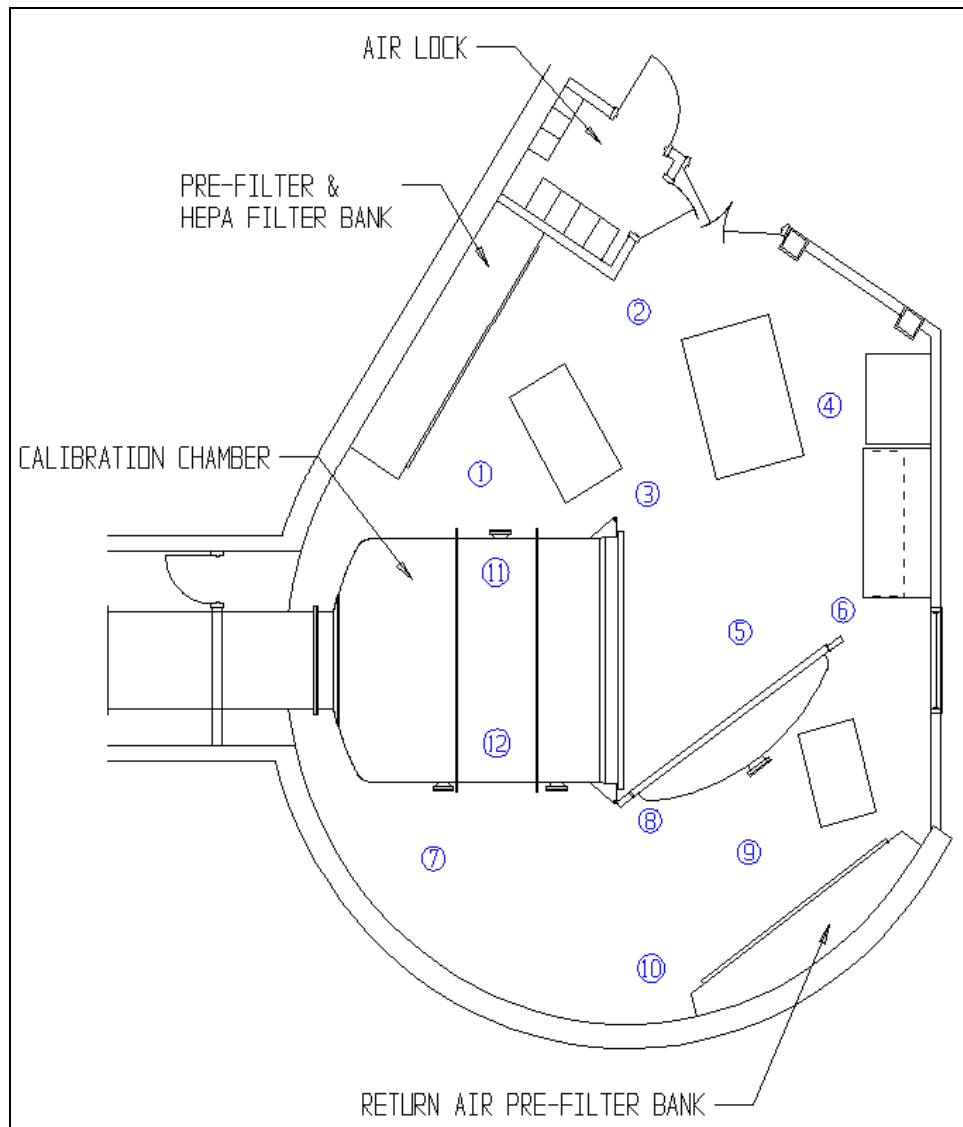 AIR LOCK
PRE-FILTER &
HEPA FILTER BANK
2
4
CALIBRATION CHAMBER
1
3
11
6
5
12
8
9
7
10
RETURN AIR PRE-FILTER BANK